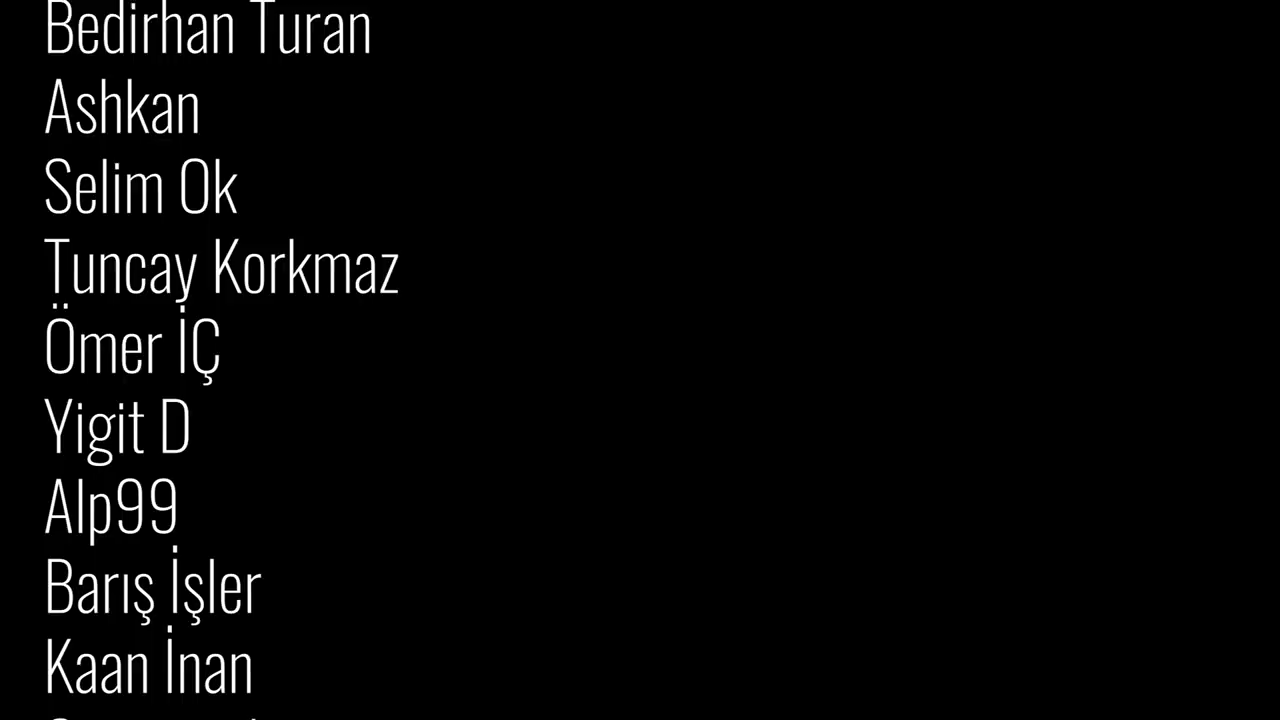 Bedirhan Turan
Ashkan
Selim Ok
Tuncay Korkmaz
Ömer İÇ
Yigit D
Alp99
Barış İşler
Kaan İnan